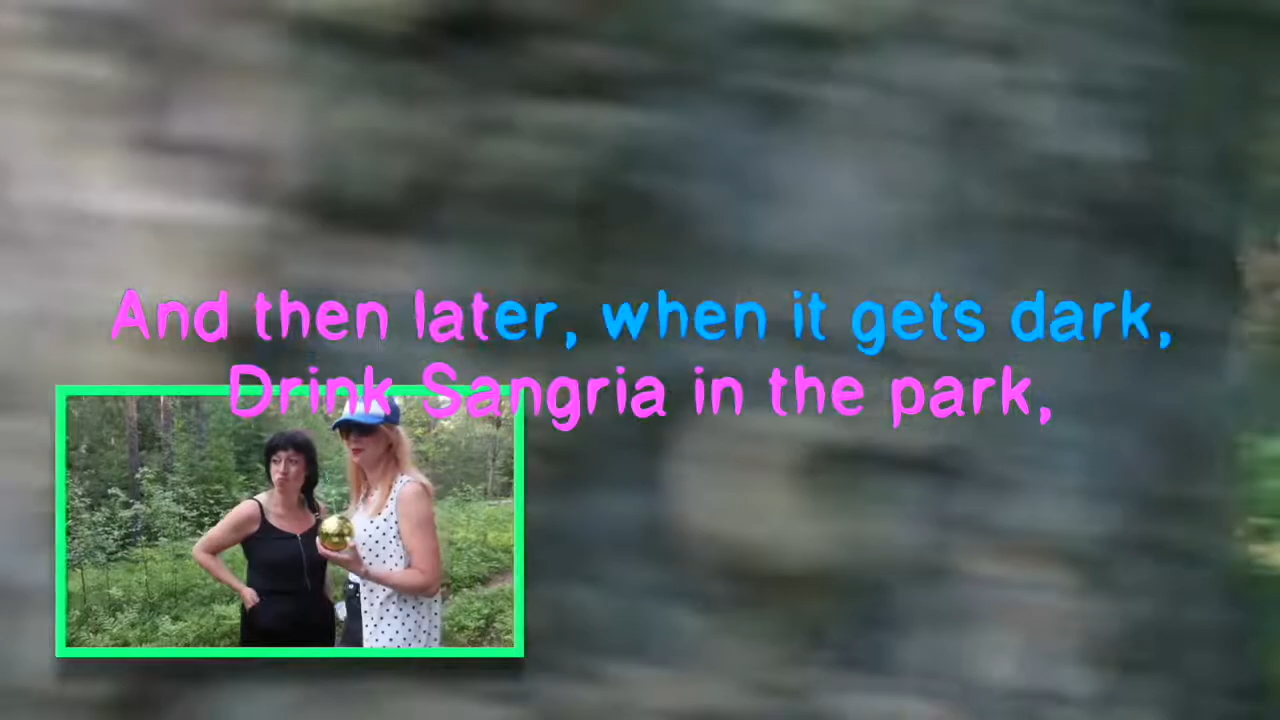 And then later, when it gets dark,
Drink Sangria in the park,